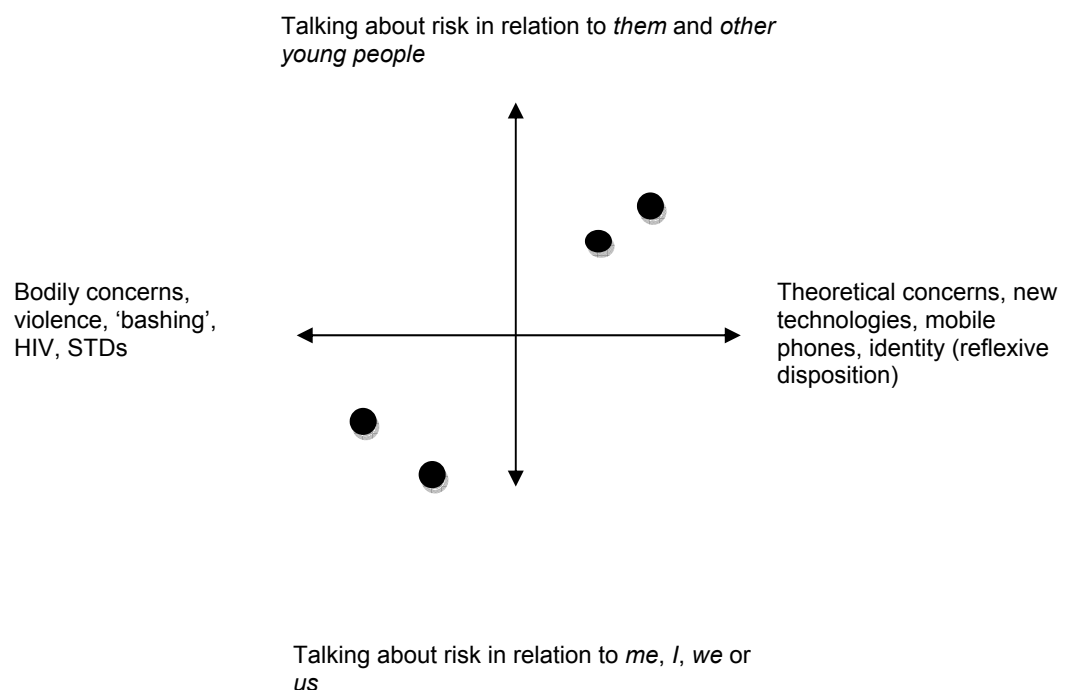 Talking about risk in relation to them and other
young people
Bodily concerns,
violence, ‘bashing’,
HIV, STDs
Theoretical concerns, new
technologies, mobile
phones, identity (reflexive
disposition)
Talking about risk in relation to me, I, we or
us